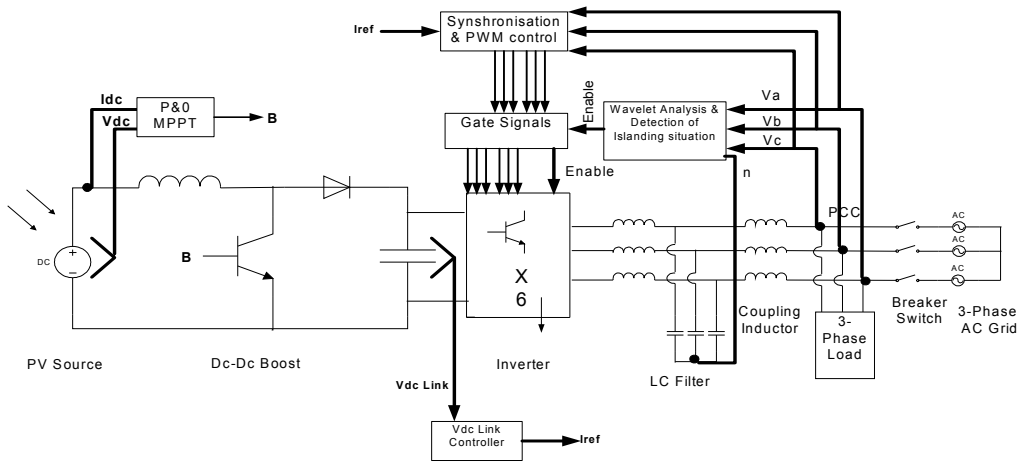 Iref
Synshronisation
& PWM control
Idc
Vdc
P&0
MPPT
B
Gate Signals
Enable
Wavelet Analysis &
Detection of
Islanding situation
Va
Vb
Vc
n
Enable
PCC
AC
AC
AC
DC
B
X
6
Breaker
Switch
3-Phase
AC Grid
Coupling
Inductor
3-
Phase
Load
PV Source
Dc-Dc Boost
Inverter
LC Filter
Vdc Link
Vdc Link
Controller
Iref